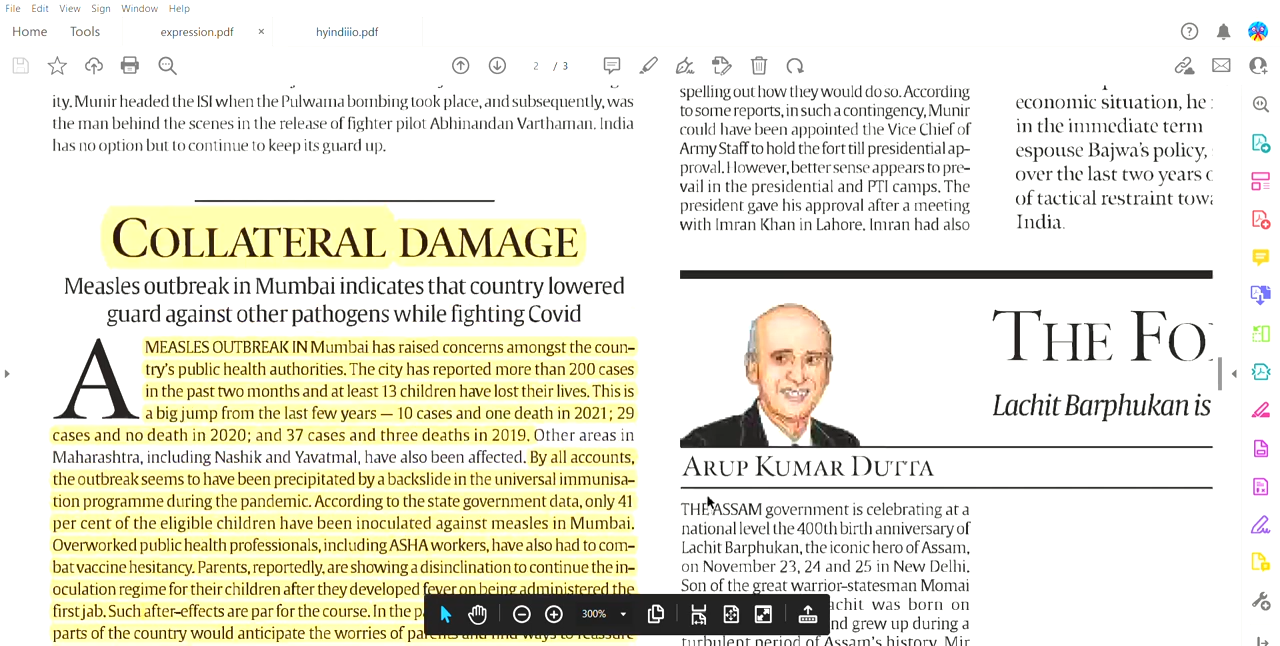 File Edit View Sign Window Help
Home Tools expression.pdf × hyindiiio.pdf
2 / 3
ity. Munir headed the ISI when the Pulwama bombing took place, and subsequently, was
the man behind the scenes in the release of fighter pilot Abhinandan Varthaman. India
has no option but to continue to keep its guard up.
COLLATERAL DAMAGE
Measles outbreak in Mumbai indicates that country lowered
guard against other pathogens while fighting Covid
A MEASLES OUTBREAK IN Mumbai has raised concerns amongst the coun-
try's public health authorities. The city has reported more than 200 cases
in the past two months and at least 13 children have lost their lives. This is
a big jump from the last few years — 10 cases and one death in 2021; 29
cases and no death in 2020; and 37 cases and three deaths in 2019. Other areas in
Maharashtra, including Nashik and Yavatmal, have also been affected. By all accounts,
the outbreak seems to have been precipitated by a backslide in the universal immunisa-
tion programme during the pandemic. According to the state government data, only 41
per cent of the eligible children have been inoculated against measles in Mumbai.
Overworked public health professionals, including ASHA workers, have also had to com-
bat vaccine hesitancy. Parents, reportedly, are showing a disinclination to continue the in-
oculation regime for their children after they developed fever on being administered the
first jab. Such after-effects are par for the course. In the
parts of the country would anticipate the worries of
spelling out how they would do so. According
to some reports, in such a contingency, Munir
could have been appointed the Vice Chief of
Army Staff to hold the fort till presidential ap-
proval. However, better sense appears to pre-
vail in the presidential and PTI camps. The
president gave his approval after a meeting
with Imran Khan in Lahore. Imran had also
economic situation, he
in the immediate term
espouse Bajwa's policy,
over the last two years
of tactical restraint
India.
THE
Lachit Barphukan is
ARUP KUMAR DUTTA
THE ASSAM government is celebrating at a
national level the 400th birth anniversary of
Lachit Barphukan, the iconic hero of Assam,
on November 23, 24 and 25 in New Delhi.
Son of the great warrior-statesman Momai
was born on
grew up during a
turbulent period of Assam's history. Mir
300%